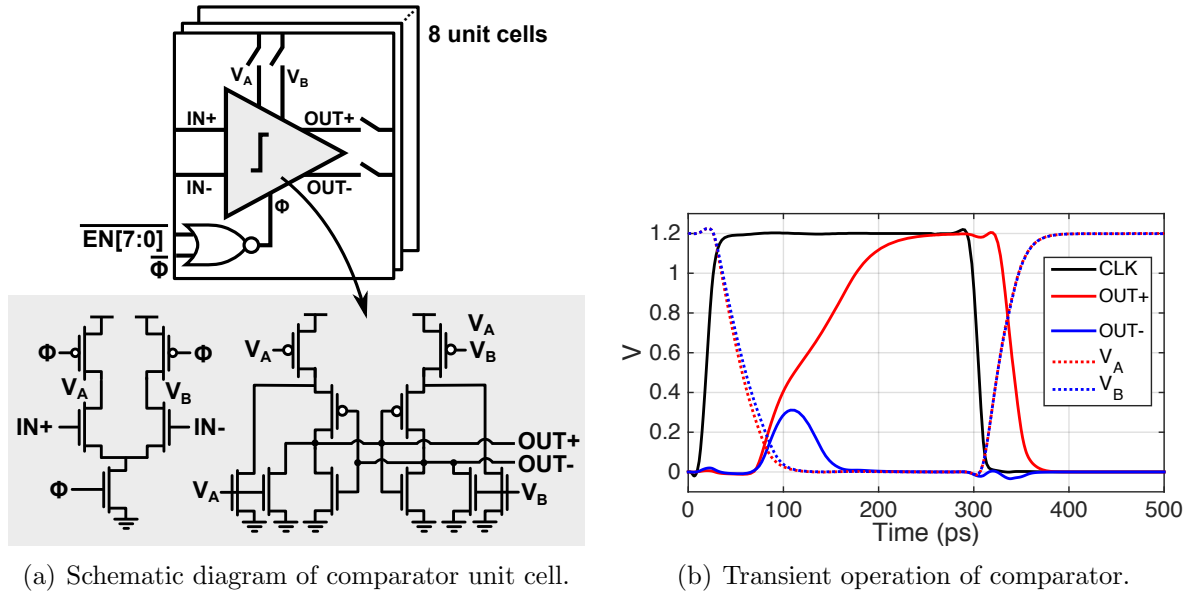 8 unit cells
V_A V_B
IN+ OUT+
IN- OUT-
Φ
\overline{EN[7:0]}
\overline{Φ}
V_A
Φ Φ V_A V_B
V_A V_B
IN+ IN- OUT+
OUT-
Φ V_A V_B
(a) Schematic diagram of comparator unit cell.
1.2
1
0.8
0.6
0.4
0.2
0
V
CLK
OUT+
OUT-
V_A
V_B
0 100 200 300 400 500
Time (ps)
(b) Transient operation of comparator.